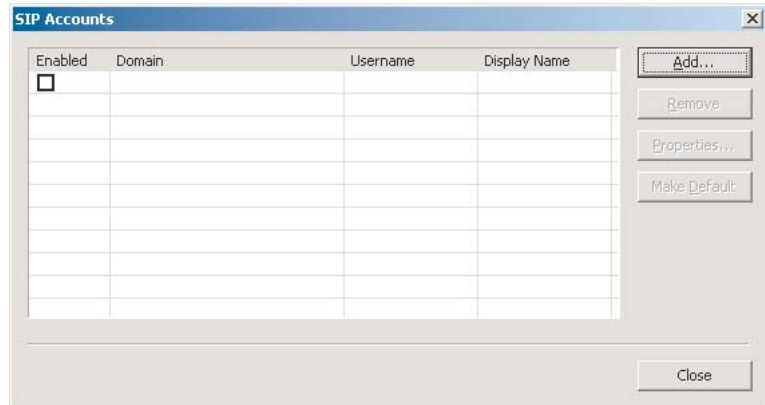 SIP Accounts
Enabled Domain Username Display Name
Add...
Remove
Properties...
Make Default
Close